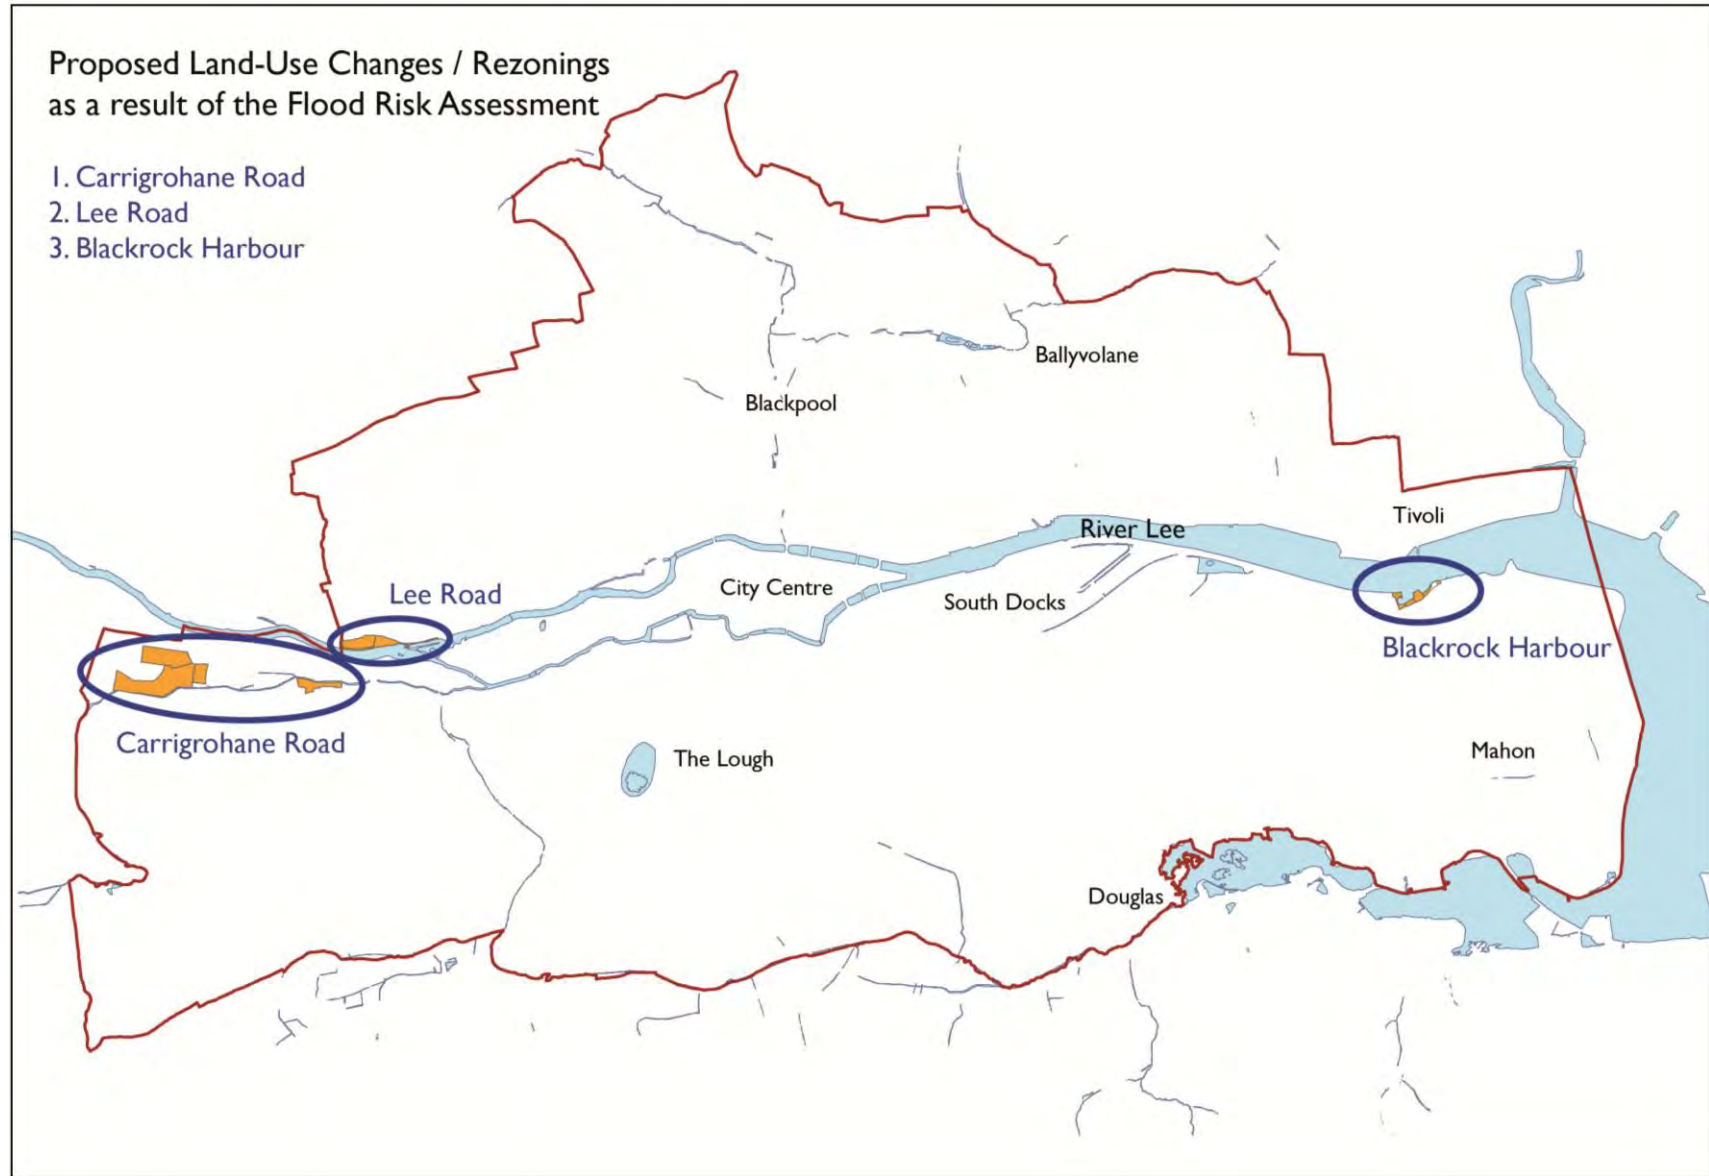 Proposed Land-Use Changes / Rezonings
as a result of the Flood Risk Assessment
1. Carrigrohane Road
2. Lee Road
3. Blackrock Harbour
Ballyvolane
Blackpool
Tivoli
River Lee
Lee Road
City Centre
South Docks
Blackrock Harbour
Carrigrohane Road
The Lough
Mahon
Douglas